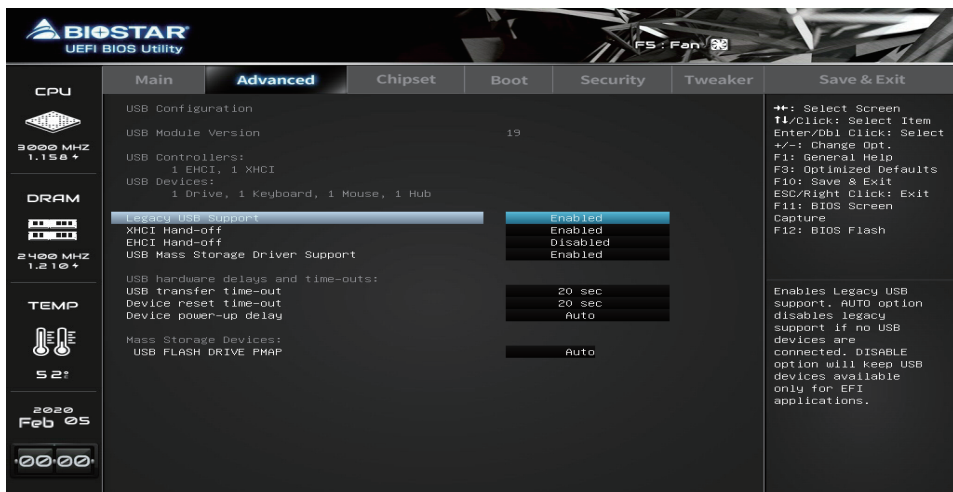 BIOSTAR®
UEFI BIOS Utility
F5 : Fan
Main Advanced Chipset Boot Security Tweaker Save & Exit
CPU
3000 MHZ
1.158 +
DRAM
2400 MHZ
1.210 +
TEMP
52°
2020
Feb 05
00:00
USB Configuration
USB Module Version 19
USB Controllers:
1 EHCI, 1 XHCI
USB Devices:
1 Drive, 1 Keyboard, 1 Mouse, 1 Hub
Legacy USB Support Enabled
XHCI Hand-off Enabled
EHCI Hand-off Disabled
USB Mass Storage Driver Support Enabled
USB hardware delays and time-outs:
USB transfer time-out 20 sec
Device reset time-out 20 sec
Device power-up delay Auto
Mass Storage Devices:
USB FLASH DRIVE PMAP Auto
→←: Select Screen
↑↓/Click: Select Item
Enter/Dbl Click: Select
+/-: Change Opt.
F1: General Help
F3: Optimized Defaults
F10: Save & Exit
ESC/Right Click: Exit
F11: BIOS Screen
Capture
F12: BIOS Flash
Enables Legacy USB
support. AUTO option
disables legacy
support if no USB
devices are
connected. DISABLE
option will keep USB
devices available
only for EFI
applications.